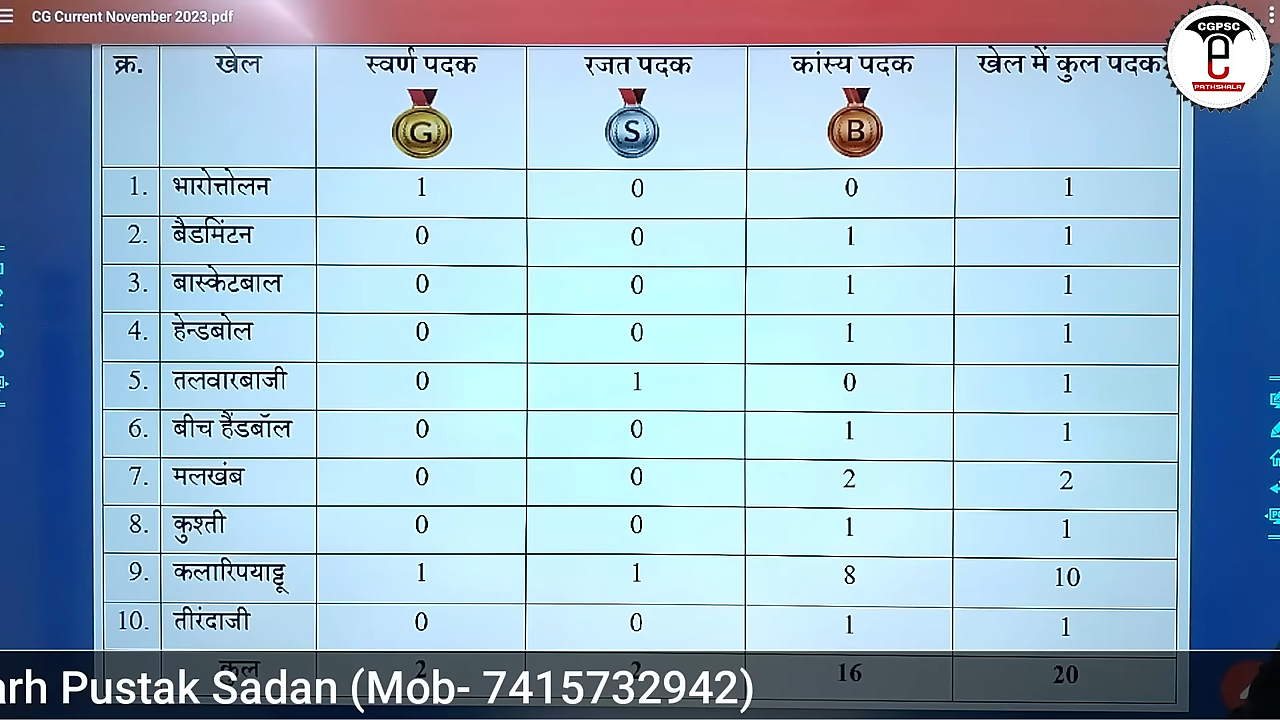 CG Current November 2023.pdf
CGPSC
e
PATHSHALA
क्र. खेल स्वर्ण पदक रजत पदक कांस्य पदक खेल में कुल पदक
G S B
1. भारोत्तोलन 1 0 0 1
2. बैडमिंटन 0 0 1 1
3. बास्केटबाल 0 0 1 1
4. हेन्डबोल 0 0 1 1
5. तलवारबाजी 0 1 0 1
6. बीच हैंडबॉल 0 0 1 1
7. मलखंब 0 0 2 2
8. कुश्ती 0 0 1 1
9. कलारिपयाट्टू 1 1 8 10
10. तीरंदाजी 0 0 1 1
कुल 2 2 16 20
arh Pustak Sadan (Mob- 7415732942)